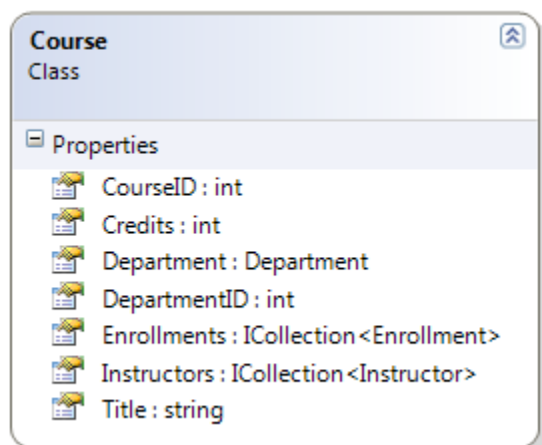 Course
Class
Properties
CourseID : int
Credits : int
Department : Department
DepartmentID : int
Enrollments : ICollection<Enrollment>
Instructors : ICollection<Instructor>
Title : string